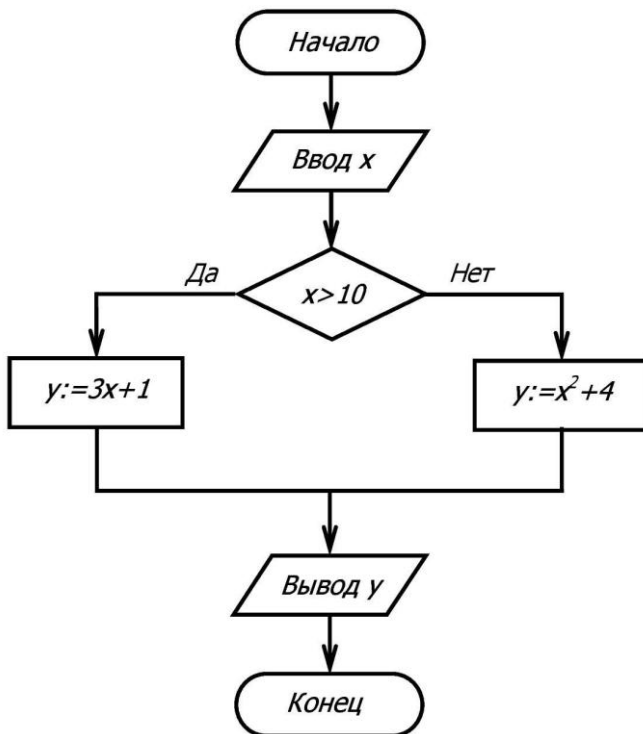 Начало
Ввод x
x>10
Да
Нет
y:=3x+1
y:=x²+4
Вывод y
Конец